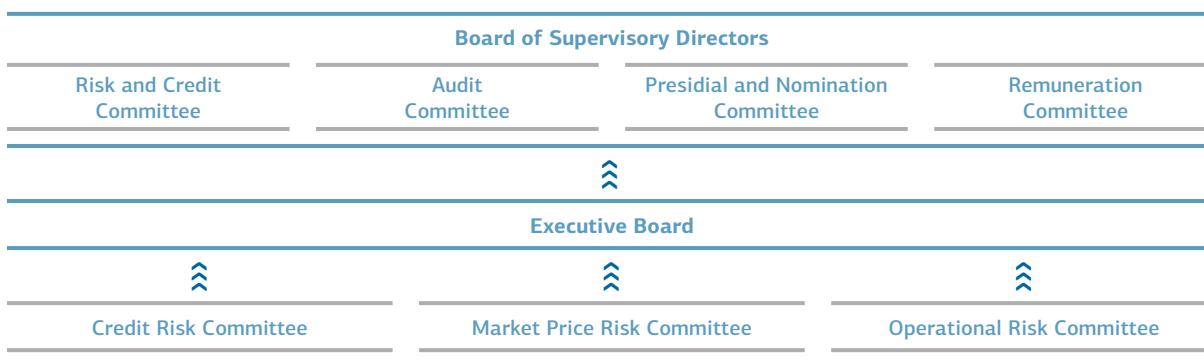 Board of Supervisory Directors
Risk and Credit
Committee
Audit
Committee
Presidial and Nomination
Committee
Remuneration
Committee
Executive Board
Credit Risk Committee
Market Price Risk Committee
Operational Risk Committee